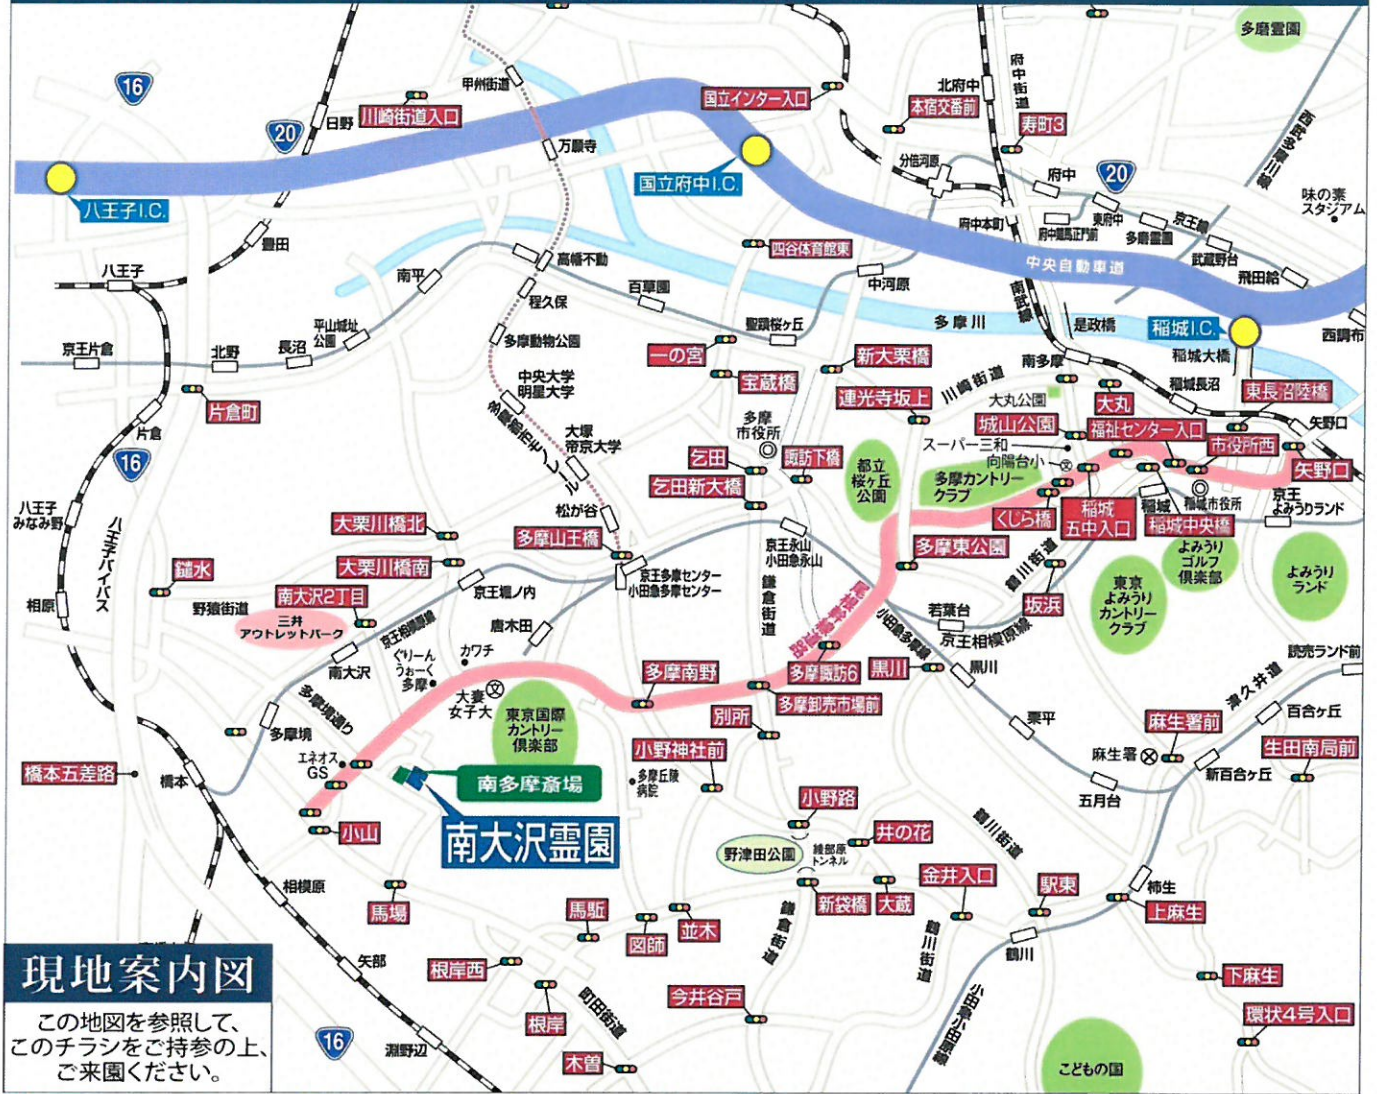 多磨霊園
16
甲州街道
府中街道
北府中
国立インター入口
本宿交番前
寿町3
川崎街道入口
日野
20
万願寺
分倍河原
府中
20
西武多摩川線
八王子I.C.
国立府中I.C.
味の素
スタジアム
府中本町
府中競馬正門前
東府中
多磨霊園
京王線
武蔵野台
飛田給
豊田
四谷体育館東
高幡不動
中央自動車道
八王子
南平
百草園
中河原
南武線
程久保
多摩川
是政橋
稲城I.C.
西調布
平山城址
公園
聖蹟桜ヶ丘
京王片倉
北野
長沼
多摩動物公園
一の宮
新大栗橋
南多摩
稲城大橋
宝蔵橋
川崎街道
稲城長沼
東長沼陸橋
中央大学
明星大学
連光寺坂上
大丸公園
大丸
片倉町
多摩都市モノレール
多摩
市役所
城山公園
福祉センター入口
矢野口
片倉
大塚
帝京大学
スーパー三和
市役所西
16
乞田
諏訪下橋
都立
桜ヶ丘
公園
向陽台小
矢野口
多摩カントリー
クラブ
乞田新大橋
稲城
稲城市役所
京王
よみうりランド
八王子
みなみ野
松が谷
くじら橋
稲城
五中入口
稲城中央橋
大栗川橋北
多摩山王橋
京王永山
小田急永山
多摩東公園
鶴川街道
よみうり
ゴルフ
倶楽部
よみうり
ランド
八王子バイパス
大栗川橋南
京王多摩センター
小田急多摩センター
鑓水
京王堀ノ内
東京
よみうり
カントリー
クラブ
坂浜
相原
野猿街道
南大沢2丁目
鎌倉街道
若葉台
三井
アウトレットパーク
京王相模原線
唐木田
小田急多摩線
京王相模原線
読売ランド前
ぐりーん
うぉーく
多摩
カワチ
南大沢
多摩南野
多摩諏訪6
黒川
黒川
多摩境通り
大妻
女子大
多摩卸売市場前
津久井道
東京国際
カントリー
倶楽部
別所
栗平
百合ヶ丘
多摩境
麻生署前
小野神社前
麻生署
生田南局前
エネオス
GS
橋本五差路
橋本
新百合ヶ丘
南多摩斎場
多摩丘陵
病院
五月台
小野路
小山
南大沢霊園
鶴川街道
井の花
野津田公園
綾部原
トンネル
相模原
金井入口
駅東
柿生
馬場
馬駈
新袋橋
大蔵
上麻生
並木
図師
鎌倉街道
鶴川街道
鶴川
現地案内図
矢部
根岸西
下麻生
町田街道
今井谷戸
小田急小田原線
この地図を参照して、
このチラシをご持参の上、
ご来園ください。
根岸
環状4号入口
16
淵野辺
木曽
こどもの国